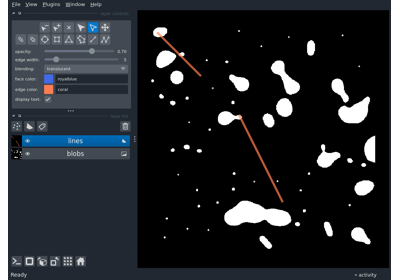 File View Plugins Window Help
opacity: 0.70
edge width: 5
blending: translucent
face color: royalblue
edge color: coral
display text: ✓
lines
blobs
Ready
activity